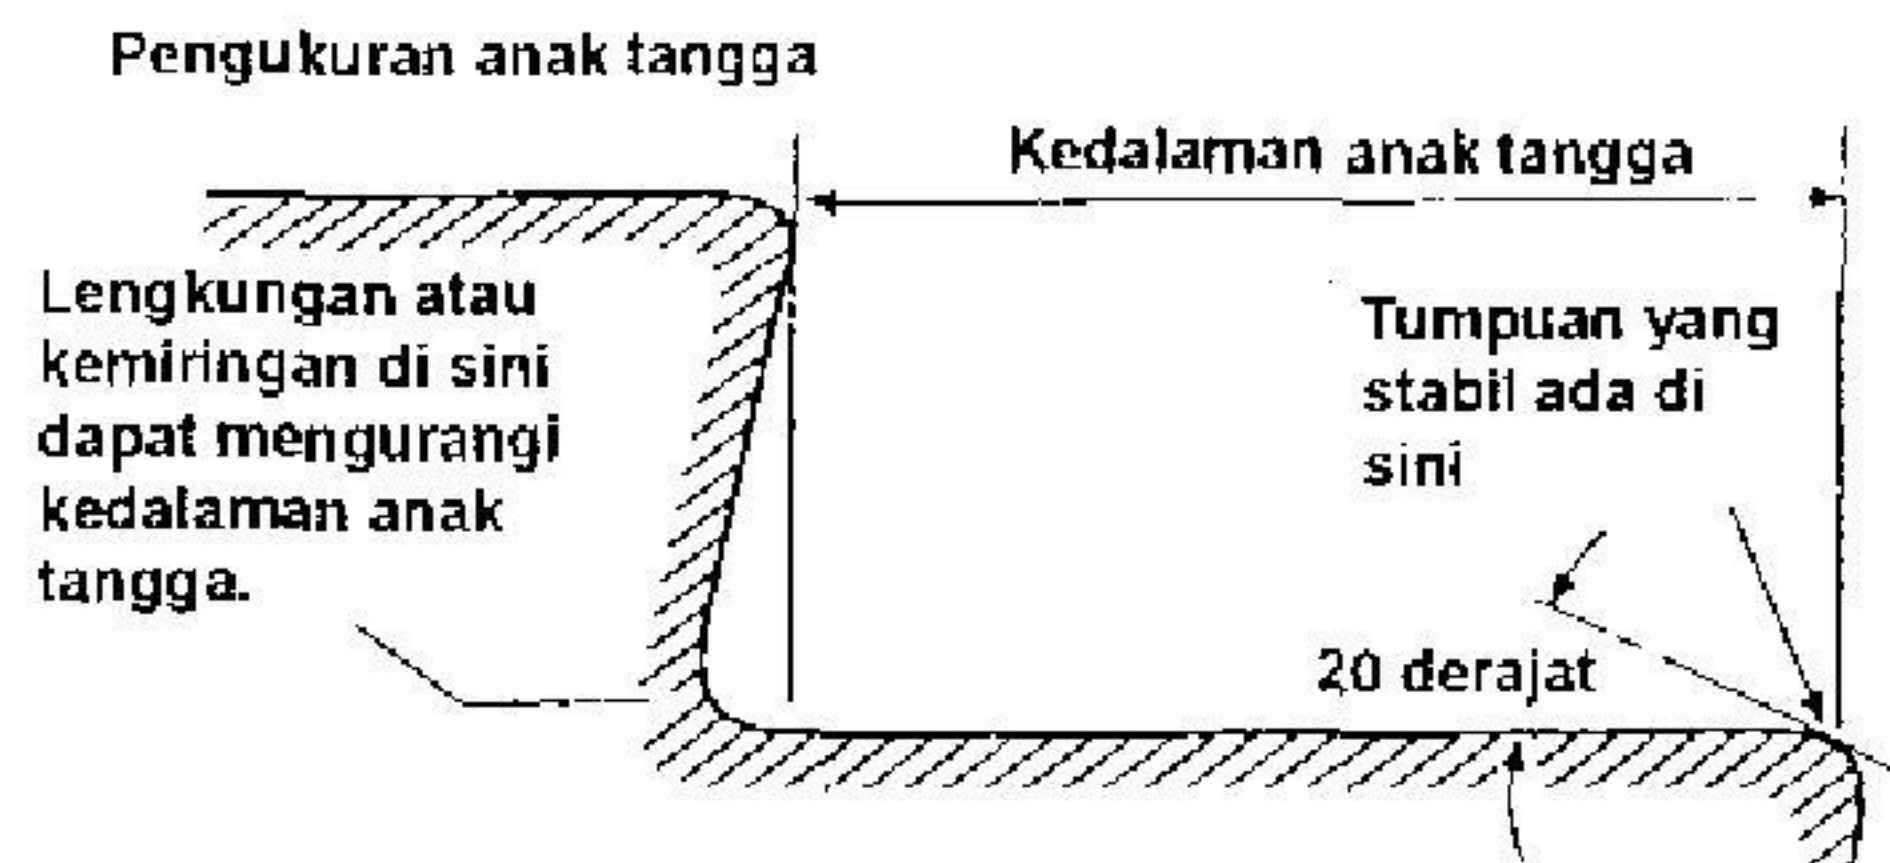 Pengukuran anak tangga
Kedalaman anak tangga
Lengkungan atau
kemiringan di sini
dapat mengurangi
kedalaman anak
tangga.
Tumpuan yang
stabil ada di
sini
20 derajat